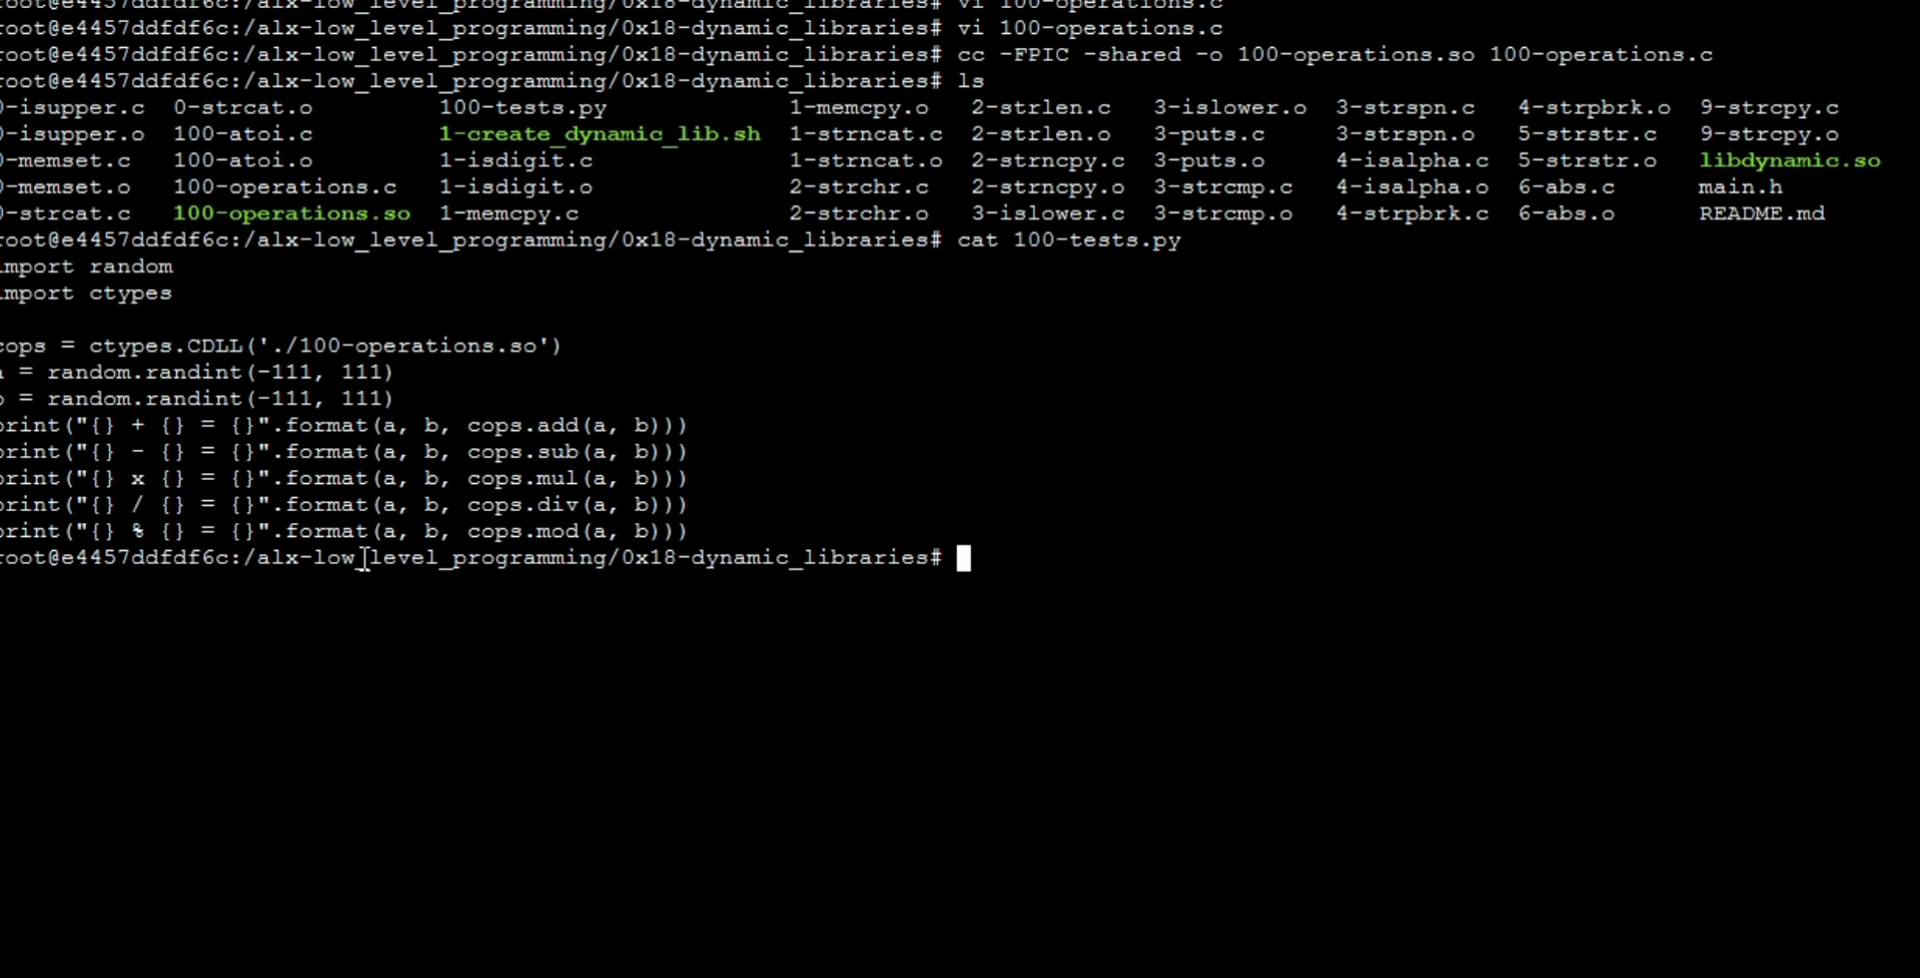 root@e4457ddfdf6c:/alx-low_level_programming/0x18-dynamic_libraries# vi 100-operations.c
root@e4457ddfdf6c:/alx-low_level_programming/0x18-dynamic_libraries# vi 100-operations.c
root@e4457ddfdf6c:/alx-low_level_programming/0x18-dynamic_libraries# cc -FPIC -shared -o 100-operations.so 100-operations.c
root@e4457ddfdf6c:/alx-low_level_programming/0x18-dynamic_libraries# ls
0-isupper.c 0-strcat.o 100-tests.py 1-memcpy.o 2-strlen.c 3-islower.o 3-strspn.c 4-strpbrk.o 9-strcpy.c
0-isupper.o 100-atoi.c 1-create_dynamic_lib.sh 1-strncat.c 2-strlen.o 3-puts.c 3-strspn.o 5-strstr.c 9-strcpy.o
0-memset.c 100-atoi.o 1-isdigit.c 1-strncat.o 2-strncpy.c 3-puts.o 4-isalpha.c 5-strstr.o libdynamic.so
0-memset.o 100-operations.c 1-isdigit.o 2-strchr.c 2-strncpy.o 3-strcmp.c 4-isalpha.o 6-abs.c main.h
0-strcat.c 100-operations.so 1-memcpy.c 2-strchr.o 3-islower.c 3-strcmp.o 4-strpbrk.c 6-abs.o README.md
root@e4457ddfdf6c:/alx-low_level_programming/0x18-dynamic_libraries# cat 100-tests.py
import random
import ctypes
cops = ctypes.CDLL('./100-operations.so')
a = random.randint(-111, 111)
b = random.randint(-111, 111)
print("{} + {} = {}".format(a, b, cops.add(a, b)))
print("{} - {} = {}".format(a, b, cops.sub(a, b)))
print("{} x {} = {}".format(a, b, cops.mul(a, b)))
print("{} / {} = {}".format(a, b, cops.div(a, b)))
print("{} % {} = {}".format(a, b, cops.mod(a, b)))
root@e4457ddfdf6c:/alx-low_level_programming/0x18-dynamic_libraries#